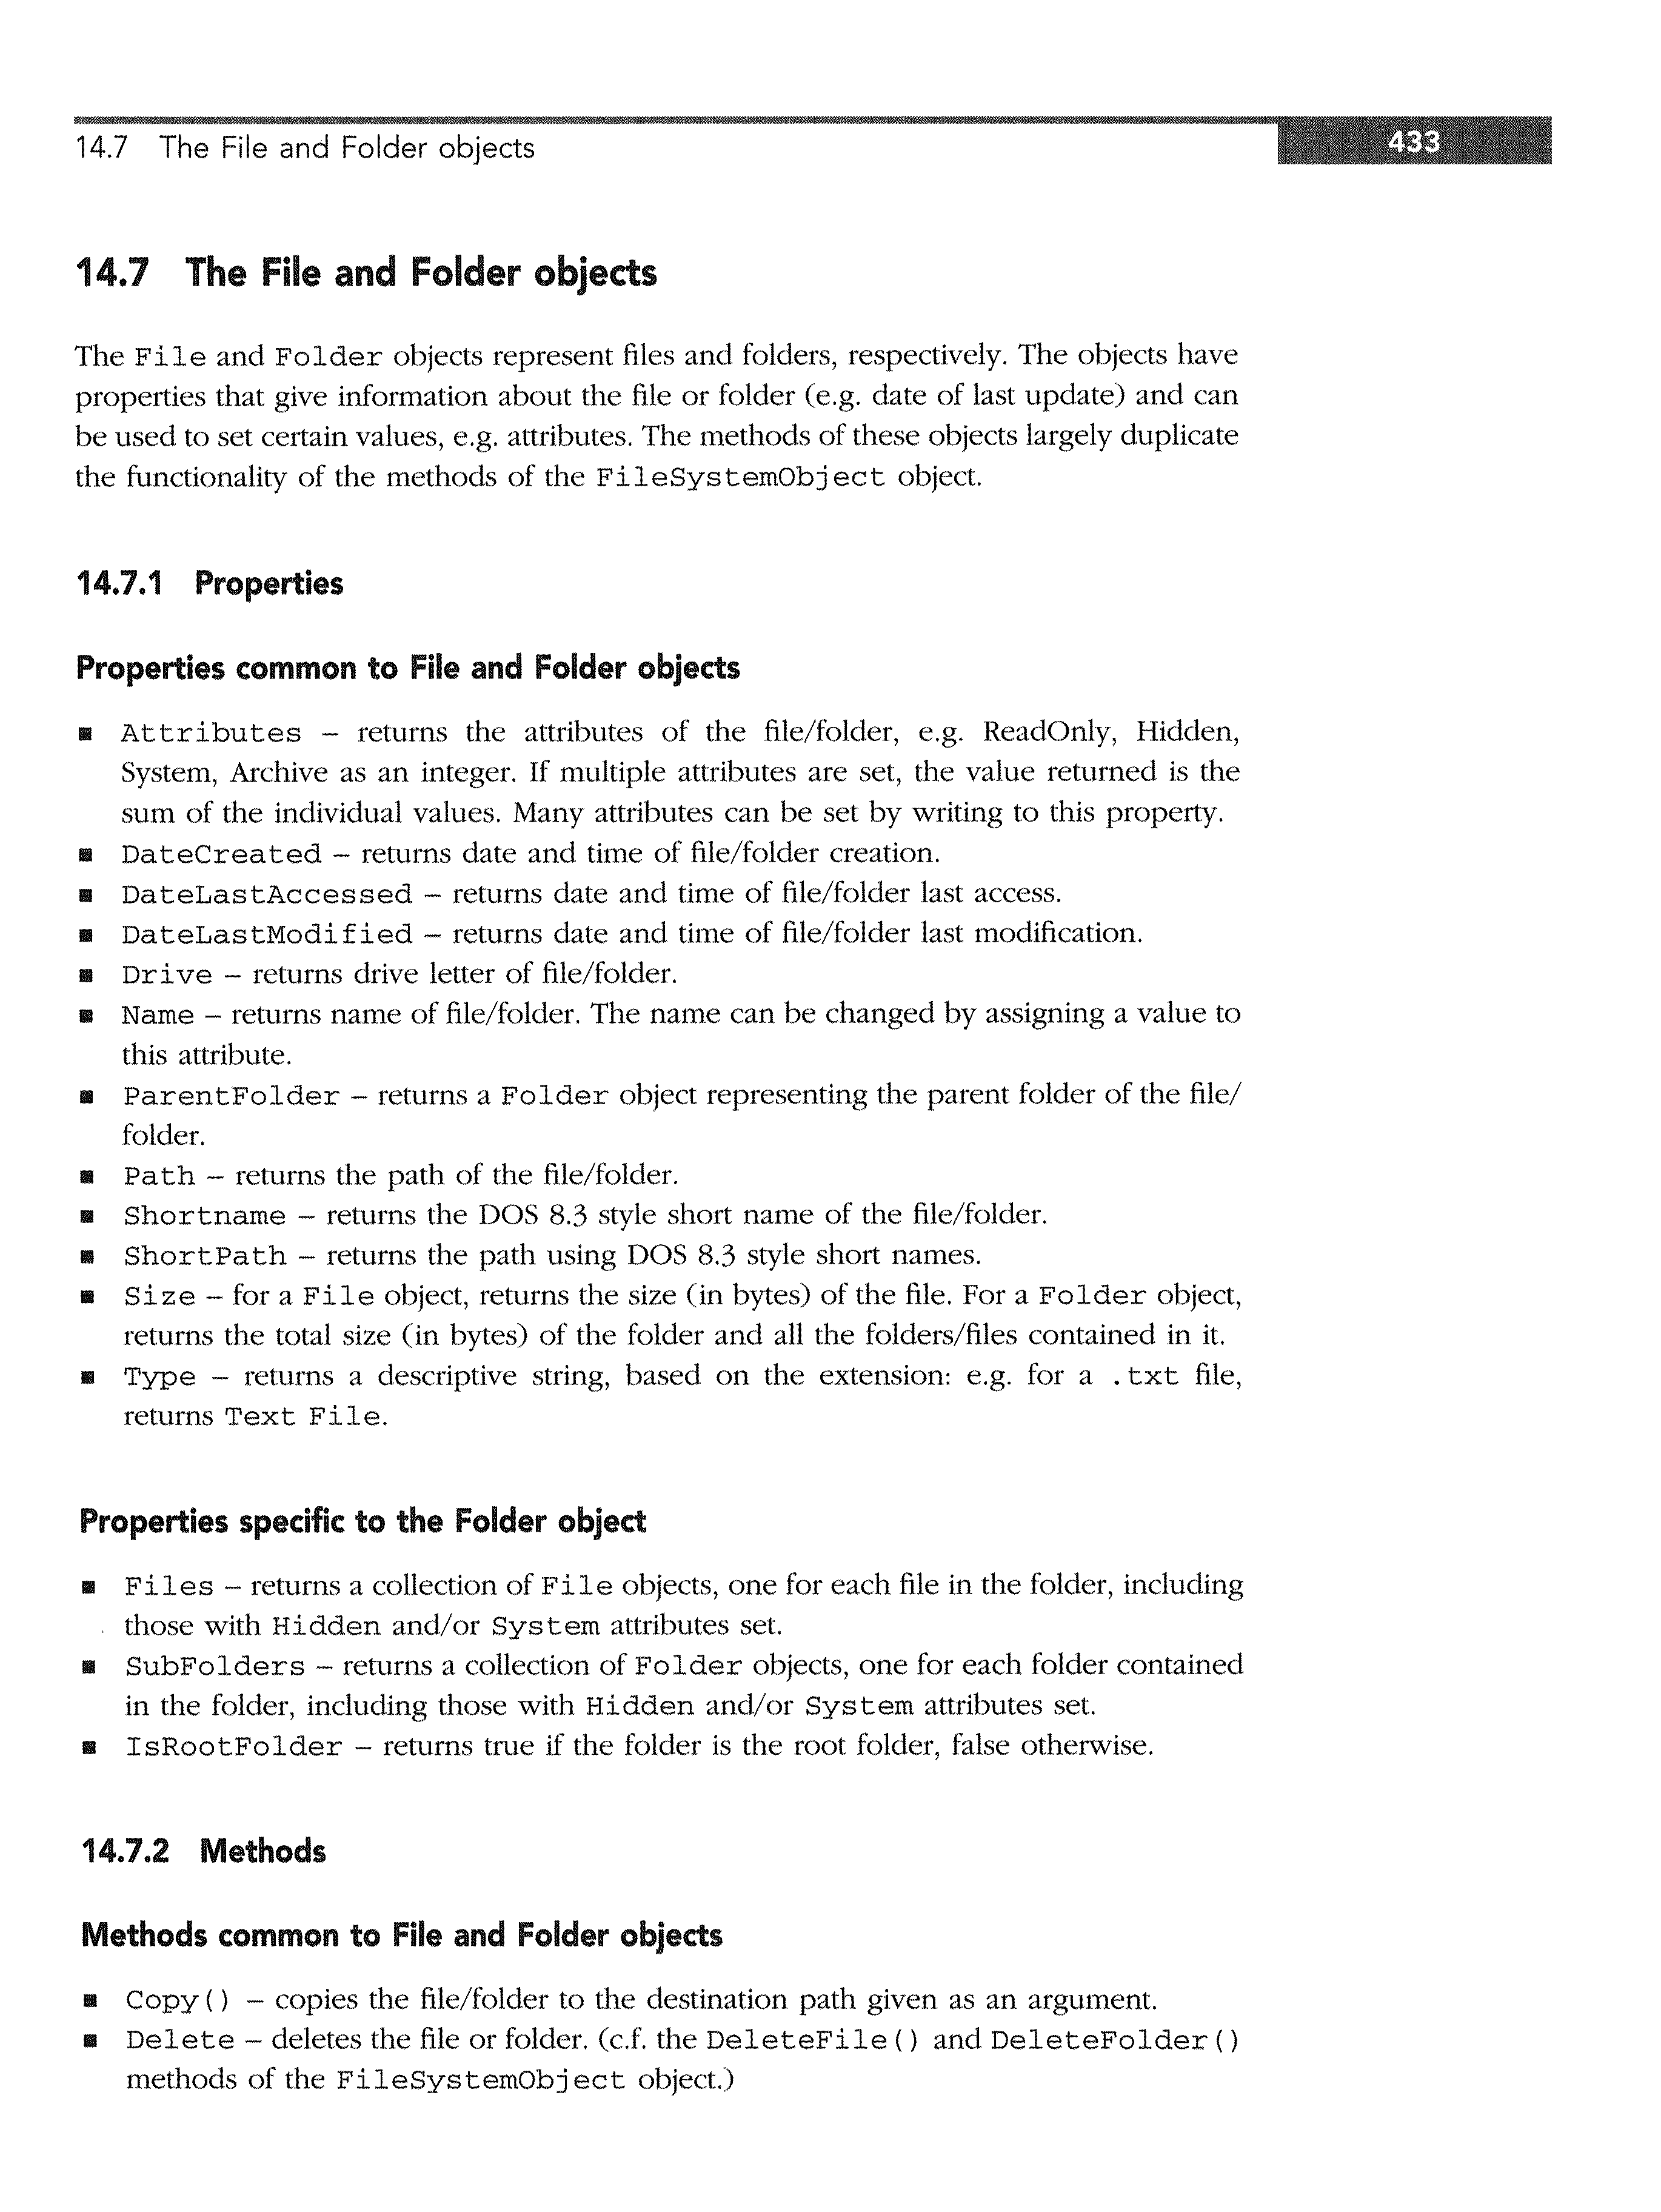 14.7 The File and Folder objects
433
14.7 The File and Folder objects
The File and Folder objects represent files and folders, respectively. The objects have
properties that give information about the file or folder (e.g. date of last update) and can
be used to set certain values, e.g. attributes. The methods of these objects largely duplicate
the functionality of the methods of the FileSystemObject object.
14.7.1 Properties
Properties common to File and Folder objects
■ Attributes – returns the attributes of the file/folder, e.g. ReadOnly, Hidden,
System, Archive as an integer. If multiple attributes are set, the value returned is the
sum of the individual values. Many attributes can be set by writing to this property.
■ DateCreated – returns date and time of file/folder creation.
■ DateLastAccessed – returns date and time of file/folder last access.
■ DateLastModified – returns date and time of file/folder last modification.
■ Drive – returns drive letter of file/folder.
■ Name – returns name of file/folder. The name can be changed by assigning a value to
this attribute.
■ ParentFolder – returns a Folder object representing the parent folder of the file/
folder.
■ Path – returns the path of the file/folder.
■ Shortname – returns the DOS 8.3 style short name of the file/folder.
■ ShortPath – returns the path using DOS 8.3 style short names.
■ Size – for a File object, returns the size (in bytes) of the file. For a Folder object,
returns the total size (in bytes) of the folder and all the folders/files contained in it.
■ Type – returns a descriptive string, based on the extension: e.g. for a .txt file,
returns Text File.
Properties specific to the Folder object
■ Files – returns a collection of File objects, one for each file in the folder, including
those with Hidden and/or System attributes set.
■ SubFolders – returns a collection of Folder objects, one for each folder contained
in the folder, including those with Hidden and/or System attributes set.
■ IsRootFolder – returns true if the folder is the root folder, false otherwise.
14.7.2 Methods
Methods common to File and Folder objects
■ Copy() – copies the file/folder to the destination path given as an argument.
■ Delete – deletes the file or folder. (c.f. the DeleteFile() and DeleteFolder()
methods of the FileSystemObject object.)